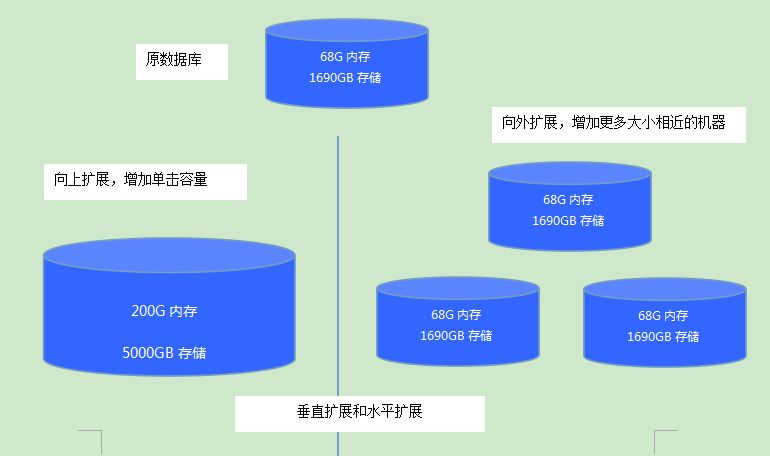 原数据库
68G 内存
1690GB 存储
向外扩展，增加更多大小相近的机器
向上扩展，增加单击容量
68G 内存
1690GB 存储
200G 内存
5000GB 存储
68G 内存
1690GB 存储
68G 内存
1690GB 存储
垂直扩展和水平扩展